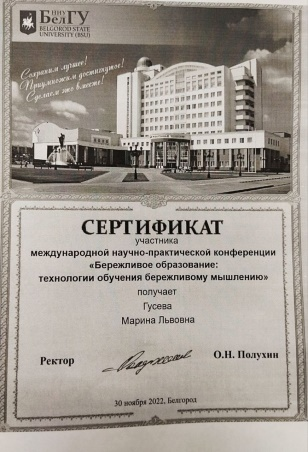 НИУ
БелГУ
BELGOROD STATE
UNIVERSITY (BSU)
Сохраним лучшее!
Приумножим достигнутое!
Сделаем это вместе!
СЕРТИФИКАТ
участника
международной научно-практической конференции
«Бережливое образование:
технологии обучения бережливому мышлению»
получает
Гусева
Марина Львовна
Ректор
О.Н. Полухин
30 ноября 2022, Белгород